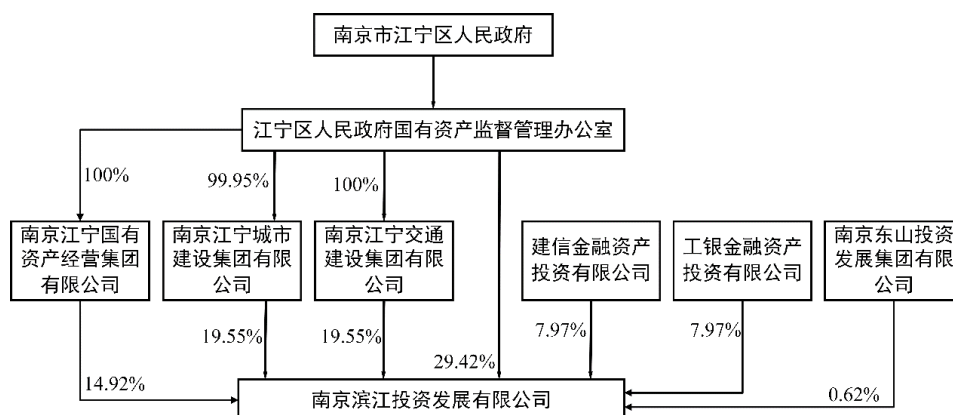 南京市江宁区人民政府
江宁区人民政府国有资产监督管理办公室
100%
99.95%
100%
南京江宁国有
资产经营集团
有限公司
南京江宁城市
建设集团有限
公司
南京江宁交通
建设集团有限
公司
建信金融资产
投资有限公司
工银金融资产
投资有限公司
南京东山投资
发展集团有限
公司
14.92%
19.55%
19.55%
29.42%
7.97%
7.97%
0.62%
南京滨江投资发展有限公司